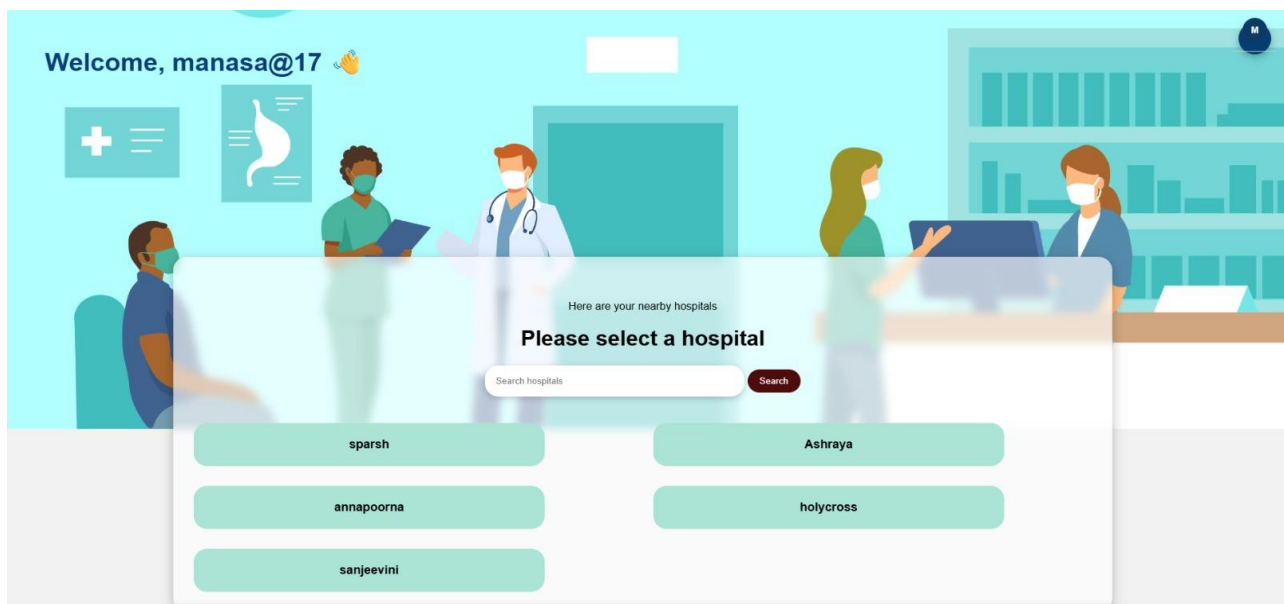 M
Welcome, manasa@17 👋
Here are your nearby hospitals
Please select a hospital
Search hospitals
Search
sparsh
Ashraya
annapoorna
holycross
sanjeevini